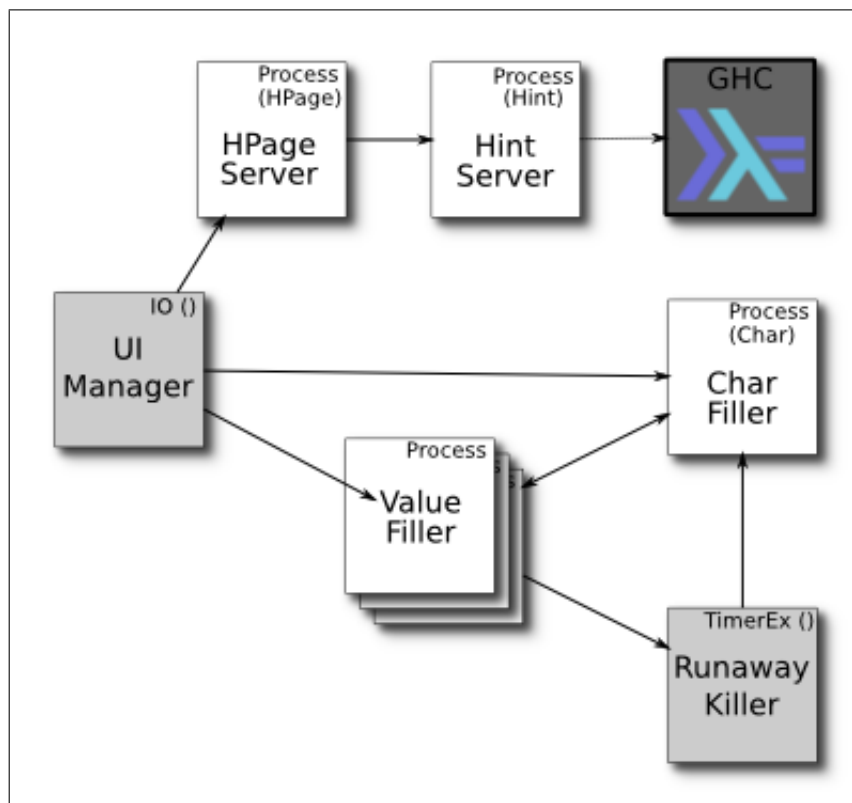 Process
(HPage)
HPage
Server
Process
(Hint)
Hint
Server
GHC
IO ()
UI
Manager
Process
(Char)
Char
Filler
Process
Value
Filler
s
s
TimerEx ()
Runaway
Killer